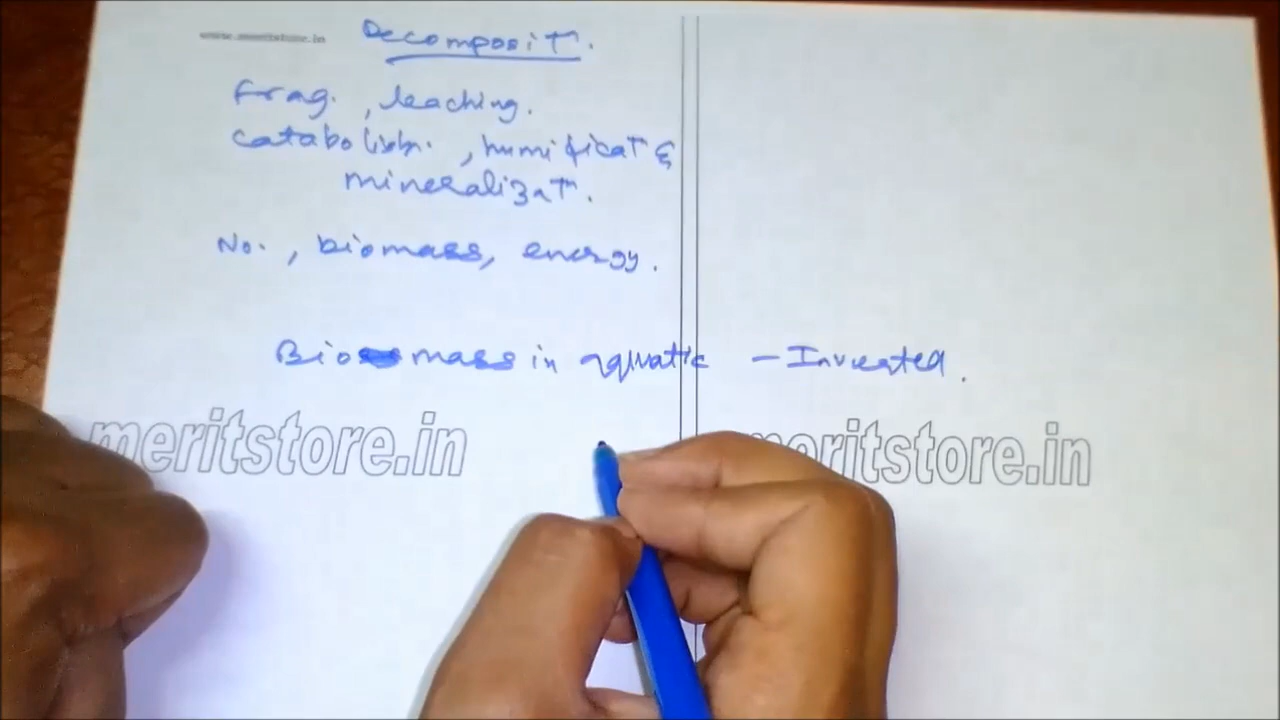 www.meritstore.in
Decomposit.
Frag. , leaching.
catabolism. , humificat &
mineralizat.
No. , biomass, energy.
Biomass in aquatic – Inverted.
meritstore.in meritstore.in